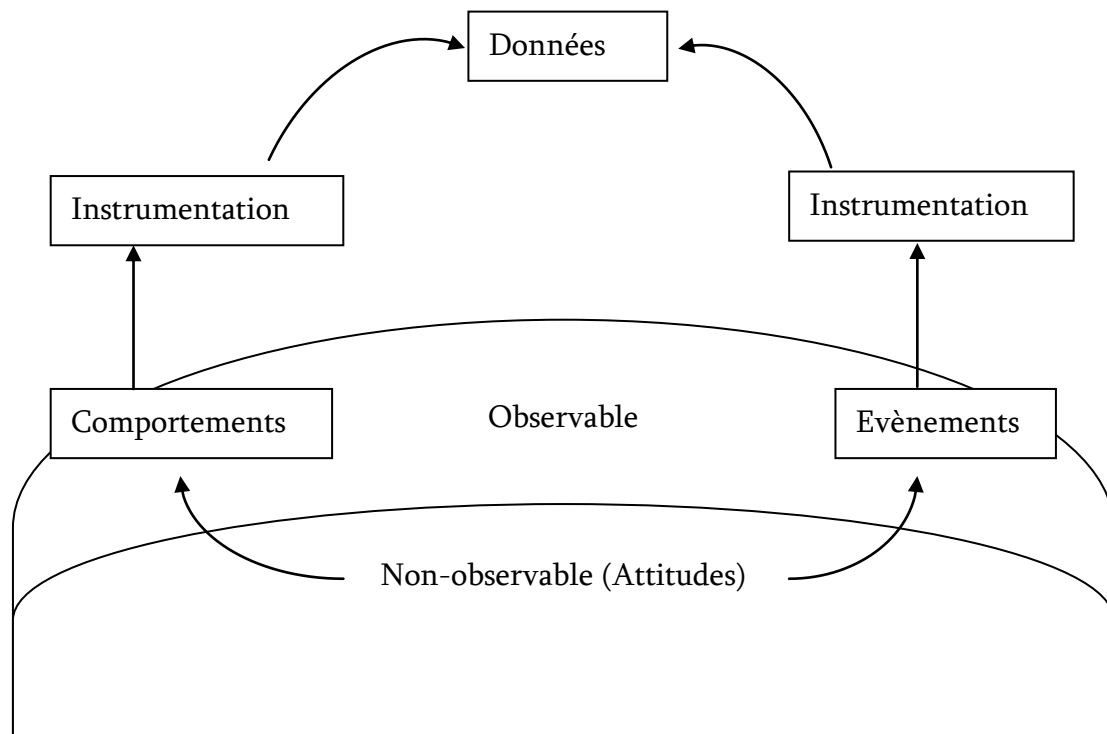 Données
Instrumentation
Instrumentation
Comportements
Observable
Evènements
Non-observable (Attitudes)